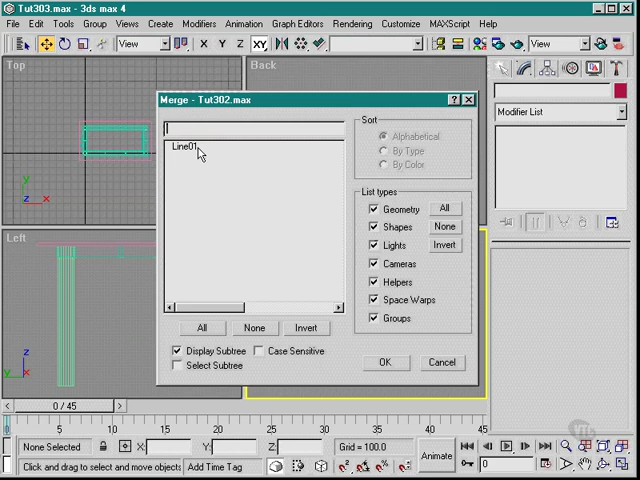 Tut303.max - 3ds max 4
File Edit Tools Group Views Create Modifiers Animation Graph Editors Rendering Customize MAXScript Help
View X Y Z XY View
Top Back
Merge - Tut302.max
Modifier List
Sort
Alphabetical
By Type
By Color
Line01
List types
Geometry All
Shapes None
Lights Invert
Cameras
Helpers
Space Warps
Groups
y
z x
Left
z
y x
All None Invert
Display Subtree Case Sensitive
Select Subtree
OK Cancel
0 / 45
0 5 10 15 20 25 30 35 40 45
None Selected X: Y: Z: Grid = 100.0
Animate
Click and drag to select and move objects Add Time Tag
0